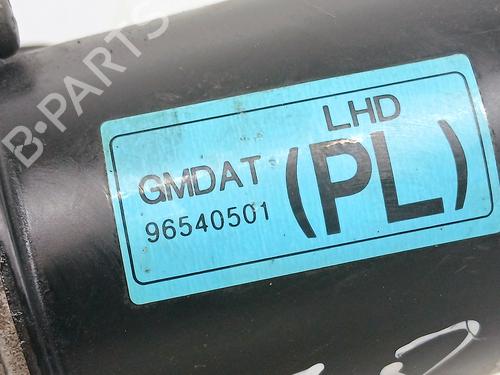 B-PARTS
LHD
GMDAT (PL)
96540501